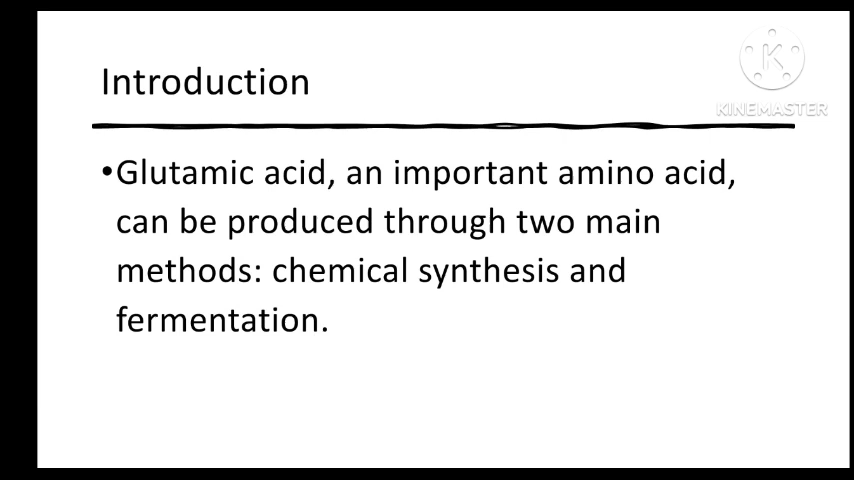 Introduction
K
KINEMASTER
•Glutamic acid, an important amino acid,
can be produced through two main
methods: chemical synthesis and
fermentation.